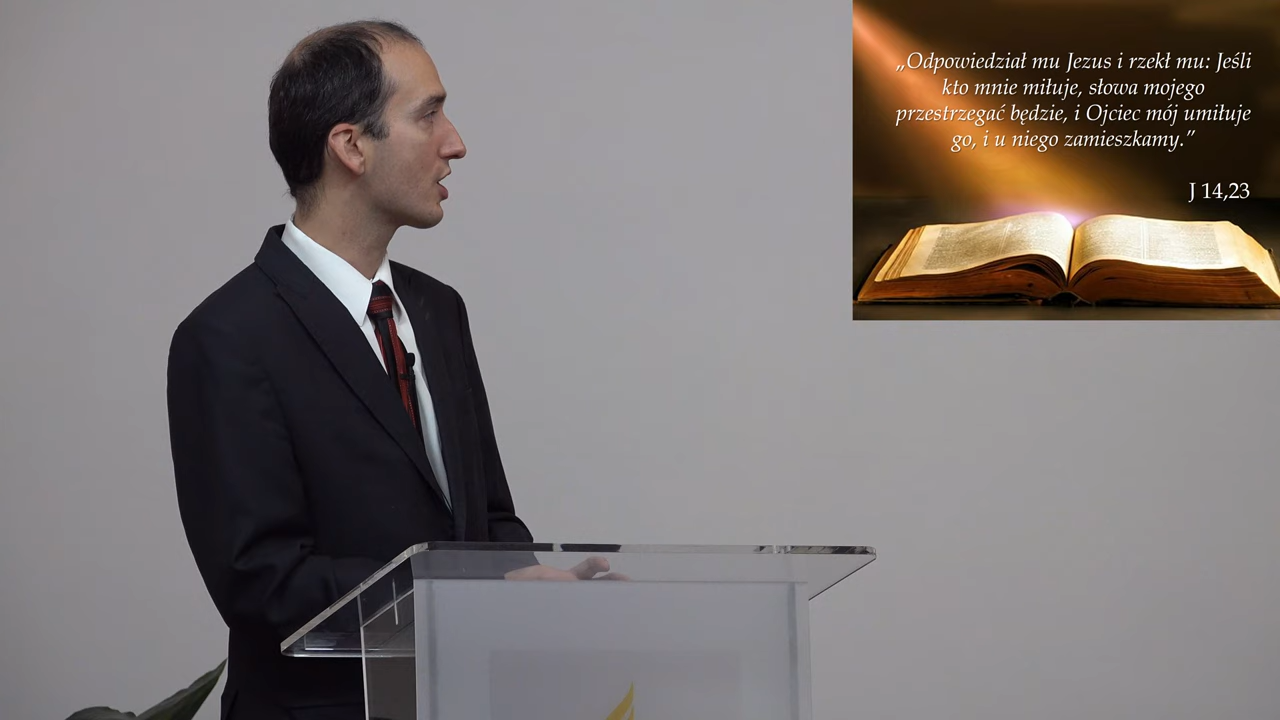 „Odpowiedział mu Jezus i rzekł mu: Jeśli
kto mnie miłuje, słowa mojego
przestrzegać będzie, i Ojciec mój umiłuje
go, i u niego zamieszkamy.”
J 14,23